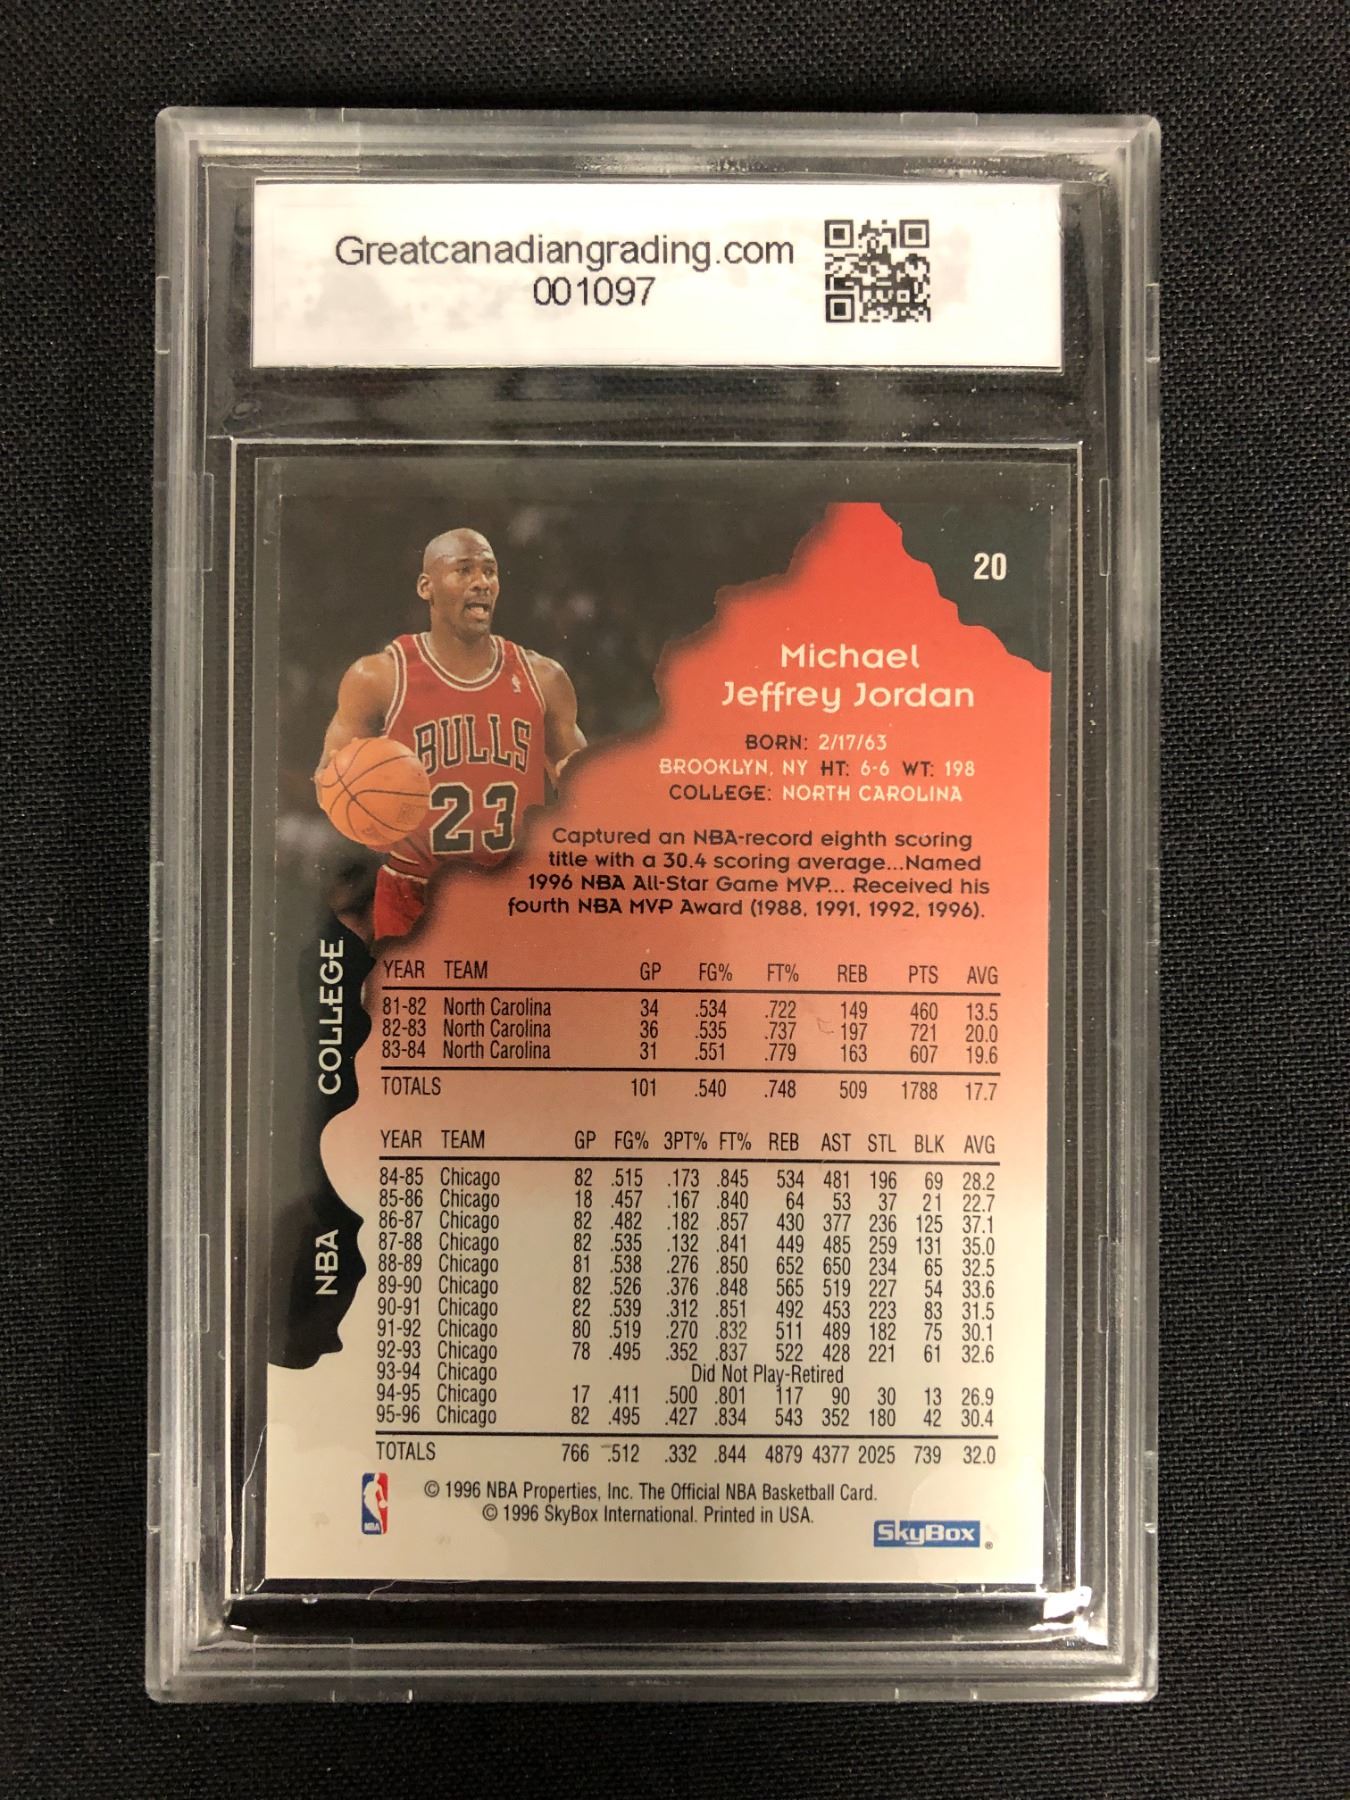 Greatcanadiangrading.com
001097
20
Michael
Jeffrey Jordan
BORN: 2/17/63
BROOKLYN, NY HT: 6-6 WT: 198
COLLEGE: NORTH CAROLINA
Captured an NBA-record eighth scoring
title with a 30.4 scoring average...Named
1996 NBA All-Star Game MVP... Received his
fourth NBA MVP Award (1988, 1991, 1992, 1996).
BULLS
23
COLLEGE
YEAR TEAM GP FG% FT% REB PTS AVG
81-82 North Carolina 34 .534 .722 149 460 13.5
82-83 North Carolina 36 .535 .737 197 721 20.0
83-84 North Carolina 31 .551 .779 163 607 19.6
TOTALS 101 .540 .748 509 1788 17.7
NBA
YEAR TEAM GP FG% 3PT% FT% REB AST STL BLK AVG
84-85 Chicago 82 .515 .173 .845 534 481 196 69 28.2
85-86 Chicago 18 .457 .167 .840 64 53 37 21 22.7
86-87 Chicago 82 .482 .182 .857 430 377 236 125 37.1
87-88 Chicago 82 .535 .132 .841 449 485 259 131 35.0
88-89 Chicago 81 .538 .276 .850 652 650 234 65 32.5
89-90 Chicago 82 .526 .376 .848 565 519 227 54 33.6
90-91 Chicago 82 .539 .312 .851 492 453 223 83 31.5
91-92 Chicago 80 .519 .270 .832 511 489 182 75 30.1
92-93 Chicago 78 .495 .352 .837 522 428 221 61 32.6
93-94 Chicago Did Not Play-Retired
94-95 Chicago 17 .411 .500 .801 117 90 30 13 26.9
95-96 Chicago 82 .495 .427 .834 543 352 180 42 30.4
TOTALS 766 .512 .332 .844 4879 4377 2025 739 32.0
© 1996 NBA Properties, Inc. The Official NBA Basketball Card.
© 1996 SkyBox International. Printed in USA.
NBA
SkyBox®